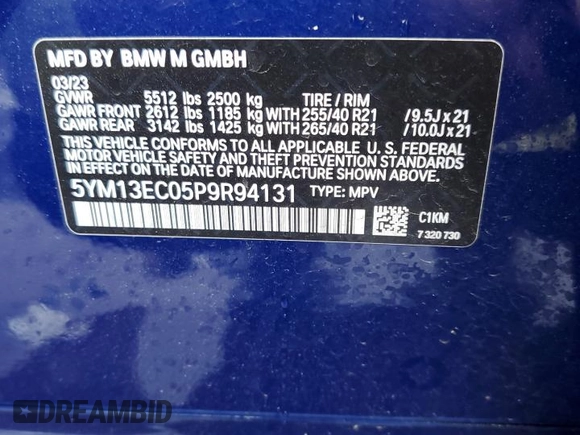 MFD BY BMW M GMBH
03/23
GVWR 5512 lbs 2500 kg TIRE / RIM
GAWR FRONT 2612 lbs 1185 kg WITH 255/40 R21 /9.5J x 21
GAWR REAR 3142 lbs 1425 kg WITH 265/40 R21 /10.0J x 21
THIS VEHICLE CONFORMS TO ALL APPLICABLE U. S. FEDERAL
MOTOR VEHICLE SAFETY AND THEFT PREVENTION STANDARDS
IN EFFECT ON THE DATE OF MANUFACTURE SHOWN ABOVE.
5YM13EC05P9R94131 TYPE: MPV
C1KM
7 320 730
DREAMBID